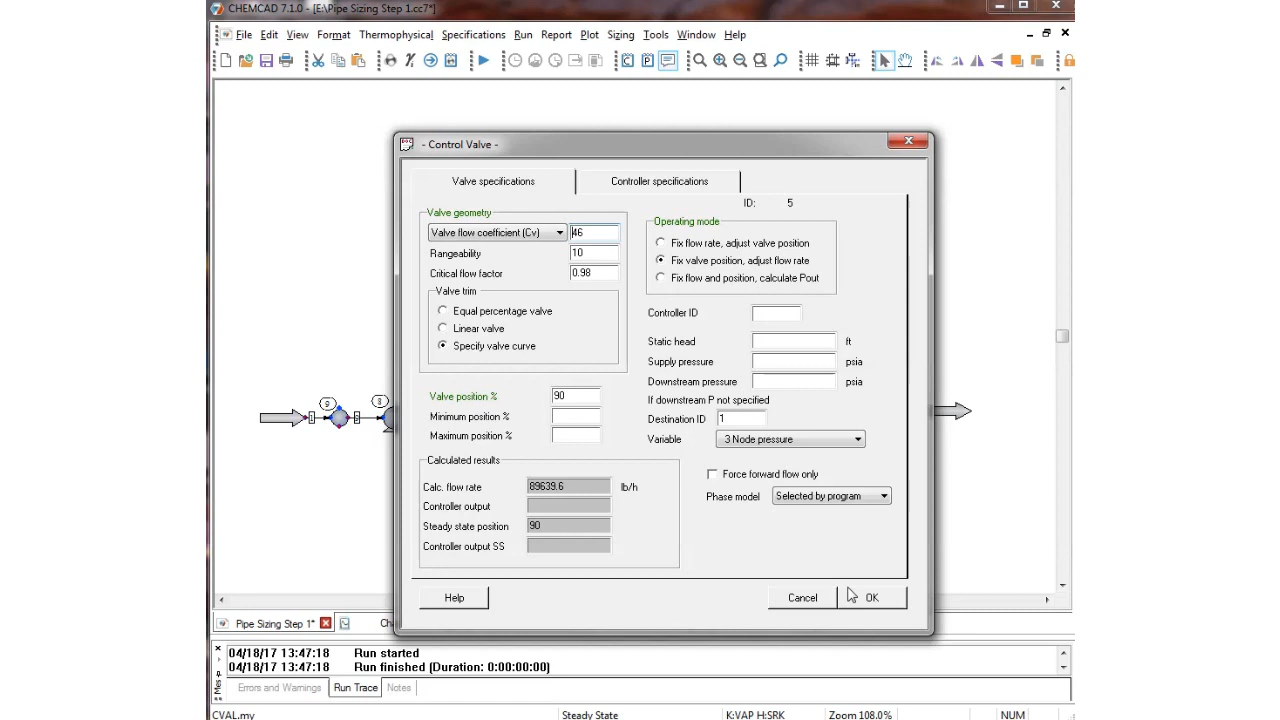 CHEMCAD 7.1.0 - [E:\Pipe Sizing Step 1.cc7*]
File Edit View Format Thermophysical Specifications Run Report Plot Sizing Tools Window Help
- Control Valve -
Valve specifications
Controller specifications
ID: 5
Valve geometry
Valve flow coefficient (Cv) 46
Rangeability 10
Critical flow factor 0.98
Valve trim
Equal percentage valve
Linear valve
Specify valve curve
Operating mode
Fix flow rate, adjust valve position
Fix valve position, adjust flow rate
Fix flow and position, calculate Pout
Controller ID
Static head ft
Supply pressure psia
Downstream pressure psia
If downstream P not specified
Destination ID 1
Variable 3 Node pressure
Valve position % 90
Minimum position %
Maximum position %
Calculated results
Calc. flow rate 89639.6 lb/h
Controller output
Steady state position 90
Controller output SS
Force forward flow only
Phase model Selected by program
Help
Cancel
OK
9
8
1
Pipe Sizing Step 1*
04/18/17 13:47:18 Run started
04/18/17 13:47:18 Run finished (Duration: 0:00:00:00)
Errors and Warnings Run Trace Notes
CVAL.my
Steady State
K:VAP H:SRK
Zoom 108.0%
NUM